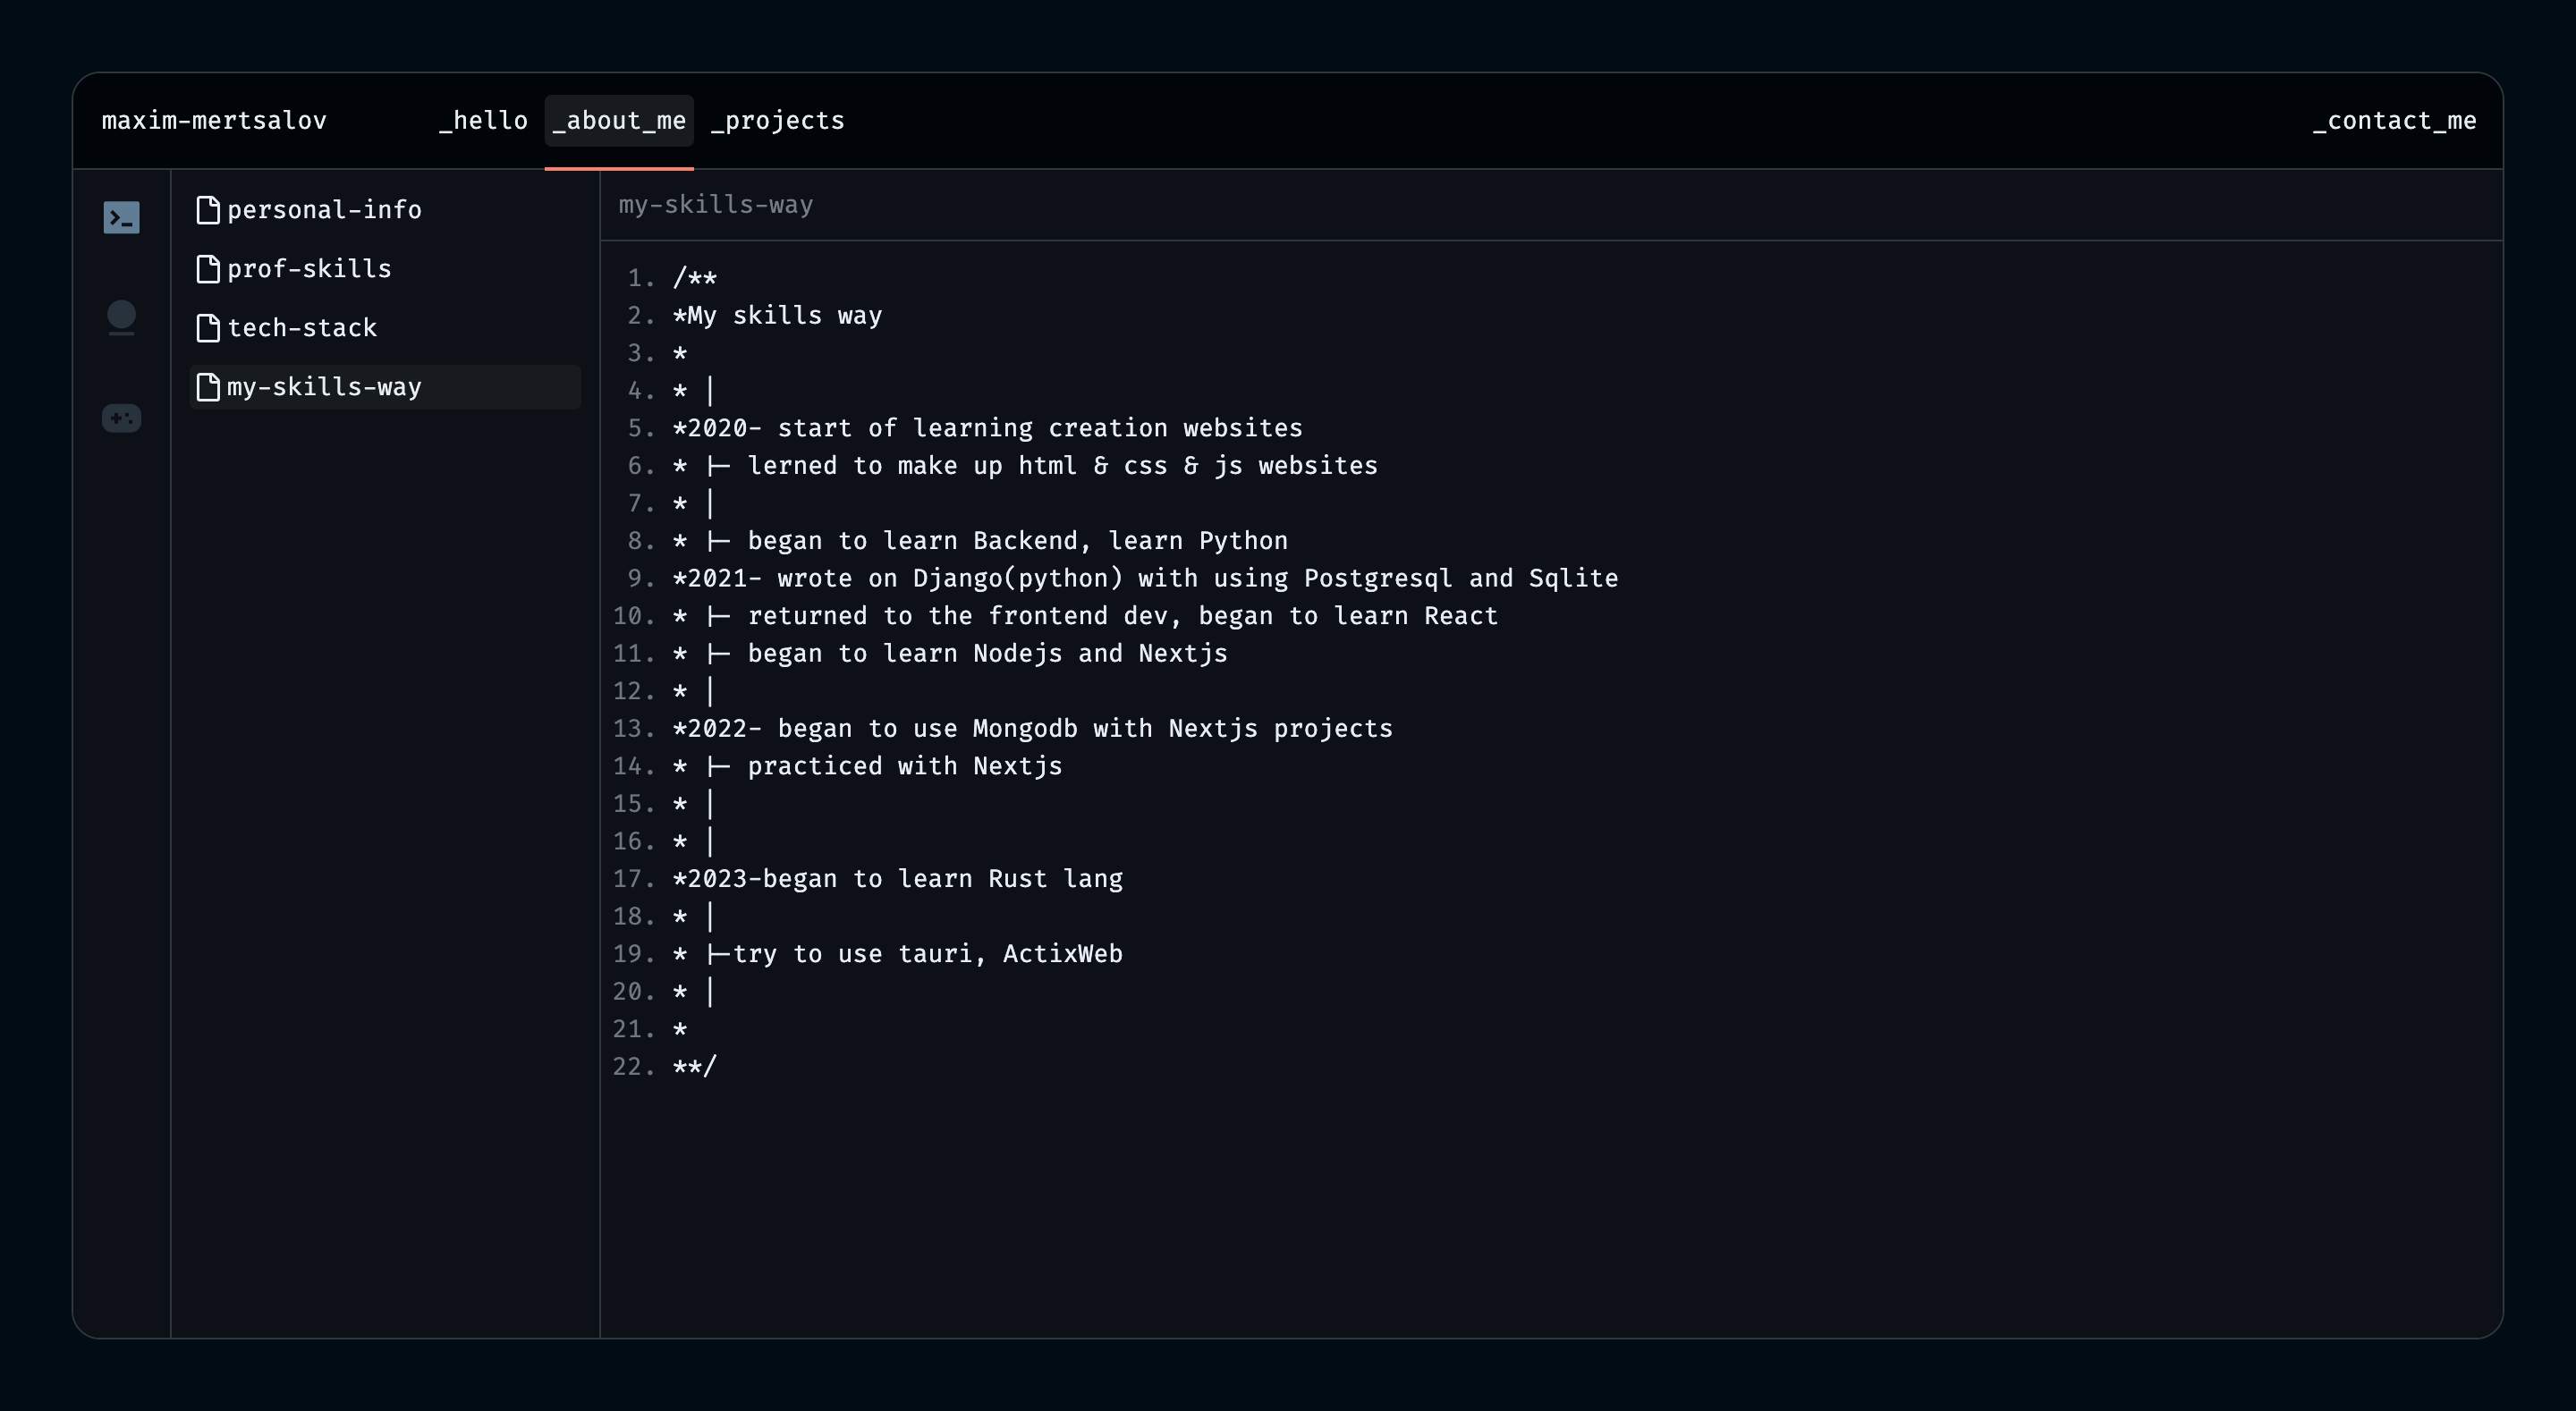 maxim-mertsalov _hello _about_me _projects _contact_me
personal-info
prof-skills
tech-stack
my-skills-way
my-skills-way
1. /**
2. *My skills way
3. *
4. * |
5. *2020- start of learning creation websites
6. * |- lerned to make up html & css & js websites
7. * |
8. * |- began to learn Backend, learn Python
9. *2021- wrote on Django(python) with using Postgresql and Sqlite
10. * |- returned to the frontend dev, began to learn React
11. * |- began to learn Nodejs and Nextjs
12. * |
13. *2022- began to use Mongodb with Nextjs projects
14. * |- practiced with Nextjs
15. * |
16. * |
17. *2023-began to learn Rust lang
18. * |
19. * |-try to use tauri, ActixWeb
20. * |
21. *
22. **/